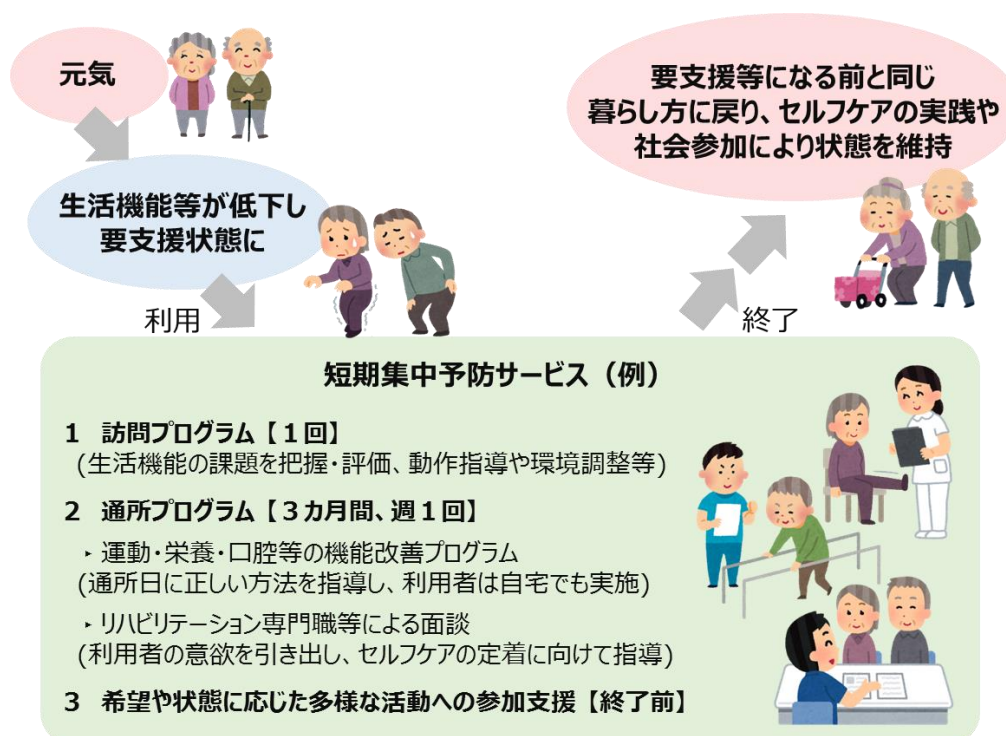 元気
生活機能等が低下し
要支援状態に
利用
要支援等になる前と同じ
暮らし方に戻り、セルフケアの実践や
社会参加により状態を維持
終了
短期集中予防サービス（例）
1 訪問プログラム【１回】
(生活機能の課題を把握・評価、動作指導や環境調整等)
2 通所プログラム【３カ月間、週１回】
・運動・栄養・口腔等の機能改善プログラム
(通所日に正しい方法を指導し、利用者は自宅でも実施)
・リハビリテーション専門職等による面談
(利用者の意欲を引き出し、セルフケアの定着に向けて指導)
3 希望や状態に応じた多様な活動への参加支援【終了前】